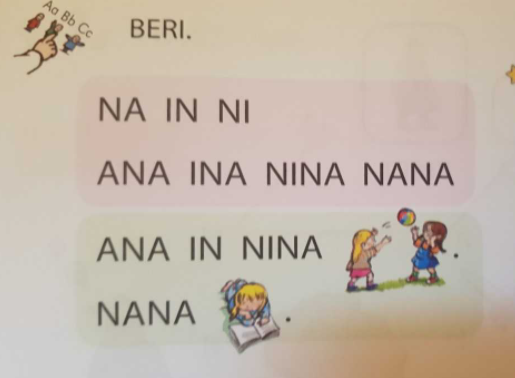 Aa Bb Cc
BERI.
NA IN NI
ANA INA NINA NANA
ANA IN NINA .
NANA .